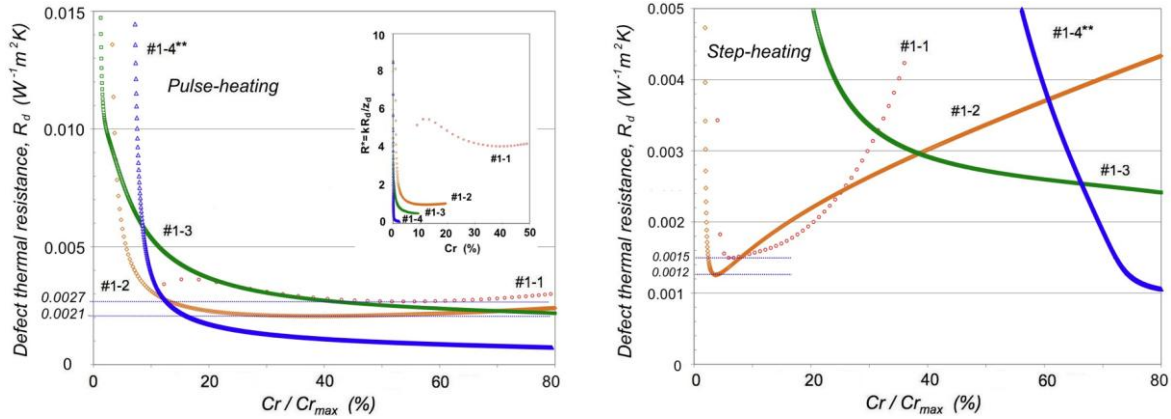 0.015
0.010
0.005
0.0027
0.0021
0
Defect thermal resistance, R_d (W⁻¹m²K)
#1-4**
Pulse-heating
#1-3
#1-2
#1-1
0 20 40 60 80
Cr / Cr_max (%)
10
8
6
4
2
0
R*= kR_d/z_d
#1-1
#1-2
#1-3
#1-4
0 10 20 30 40 50
Cr (%)
0.005
0.004
0.003
0.002
0.0015
0.0012
0.001
0
Defect thermal resistance, R_d (W⁻¹m²K)
Step-heating
#1-1
#1-4**
#1-2
#1-3
0 20 40 60 80
Cr / Cr_max (%)